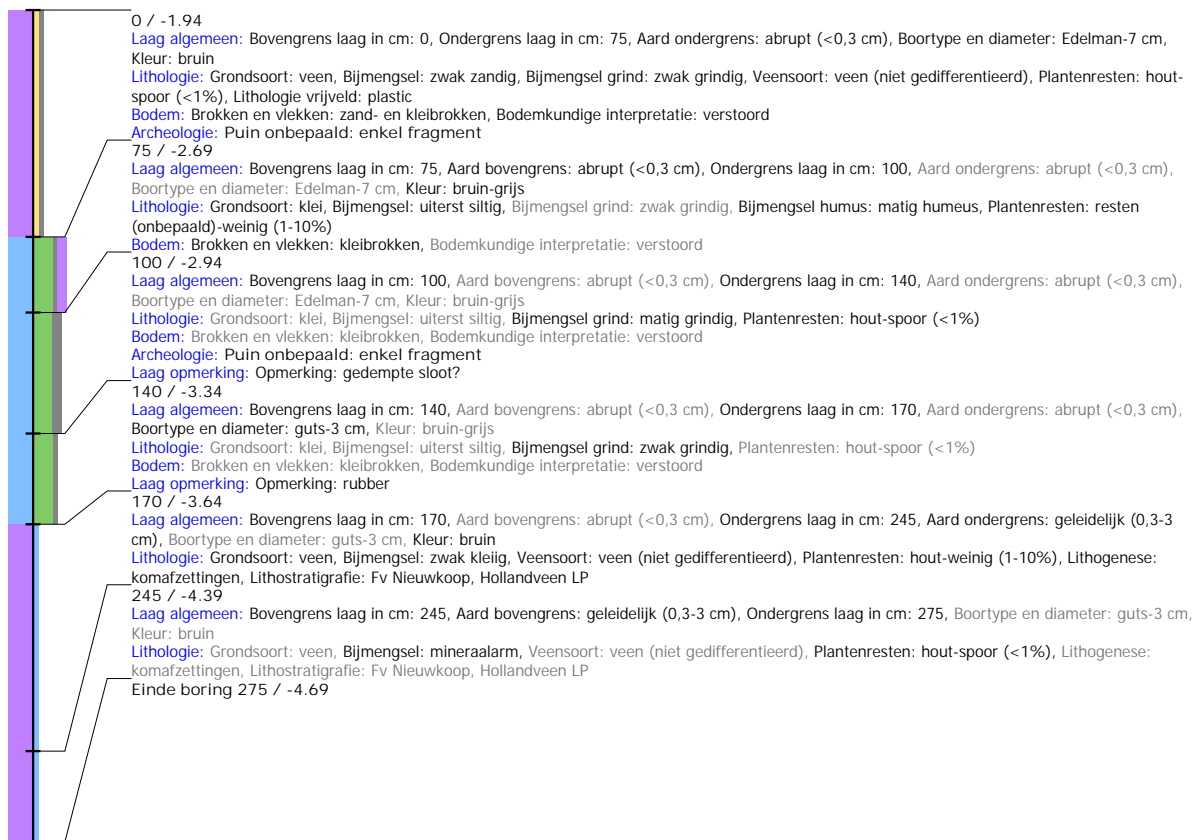 0 / -1.94
Laag algemeen: Bovengrens laag in cm: 0, Ondergrens laag in cm: 75, Aard ondergrens: abrupt (<0,3 cm), Boortype en diameter: Edelman-7 cm,
Kleur: bruin
Lithologie: Grondsoort: veen, Bijmengsel: zwak zandig, Bijmengsel grind: zwak grindig, Veensoort: veen (niet gedifferentieerd), Plantenresten: hout-
spoor (<1%), Lithologie vrijveld: plastic
Bodem: Brokken en vlekken: zand- en kleibrokken, Bodemkundige interpretatie: verstoord
Archeologie: Puin onbepaald: enkel fragment
75 / -2.69
Laag algemeen: Bovengrens laag in cm: 75, Aard bovengrens: abrupt (<0,3 cm), Ondergrens laag in cm: 100, Aard ondergrens: abrupt (<0,3 cm),
Boortype en diameter: Edelman-7 cm, Kleur: bruin-grijs
Lithologie: Grondsoort: klei, Bijmengsel: uiterst siltig, Bijmengsel grind: zwak grindig, Bijmengsel humus: matig humeus, Plantenresten: resten
(onbepaald)-weinig (1-10%)
Bodem: Brokken en vlekken: kleibrokken, Bodemkundige interpretatie: verstoord
100 / -2.94
Laag algemeen: Bovengrens laag in cm: 100, Aard bovengrens: abrupt (<0,3 cm), Ondergrens laag in cm: 140, Aard ondergrens: abrupt (<0,3 cm),
Boortype en diameter: Edelman-7 cm, Kleur: bruin-grijs
Lithologie: Grondsoort: klei, Bijmengsel: uiterst siltig, Bijmengsel grind: matig grindig, Plantenresten: hout-spoor (<1%)
Bodem: Brokken en vlekken: kleibrokken, Bodemkundige interpretatie: verstoord
Archeologie: Puin onbepaald: enkel fragment
Laag opmerking: Opmerking: gedempte sloot?
140 / -3.34
Laag algemeen: Bovengrens laag in cm: 140, Aard bovengrens: abrupt (<0,3 cm), Ondergrens laag in cm: 170, Aard ondergrens: abrupt (<0,3 cm),
Boortype en diameter: guts-3 cm, Kleur: bruin-grijs
Lithologie: Grondsoort: klei, Bijmengsel: uiterst siltig, Bijmengsel grind: zwak grindig, Plantenresten: hout-spoor (<1%)
Bodem: Brokken en vlekken: kleibrokken, Bodemkundige interpretatie: verstoord
Laag opmerking: Opmerking: rubber
170 / -3.64
Laag algemeen: Bovengrens laag in cm: 170, Aard bovengrens: abrupt (<0,3 cm), Ondergrens laag in cm: 245, Aard ondergrens: geleidelijk (0,3-3
cm), Boortype en diameter: guts-3 cm, Kleur: bruin
Lithologie: Grondsoort: veen, Bijmengsel: zwak kleiig, Veensoort: veen (niet gedifferentieerd), Plantenresten: hout-weinig (1-10%), Lithogenese:
komafzettingen, Lithostratigrafie: Fv Nieuwkoop, Hollandveen LP
245 / -4.39
Laag algemeen: Bovengrens laag in cm: 245, Aard bovengrens: geleidelijk (0,3-3 cm), Ondergrens laag in cm: 275, Boortype en diameter: guts-3 cm,
Kleur: bruin
Lithologie: Grondsoort: veen, Bijmengsel: mineraalarm, Veensoort: veen (niet gedifferentieerd), Plantenresten: hout-spoor (<1%), Lithogenese:
komafzettingen, Lithostratigrafie: Fv Nieuwkoop, Hollandveen LP
Einde boring 275 / -4.69